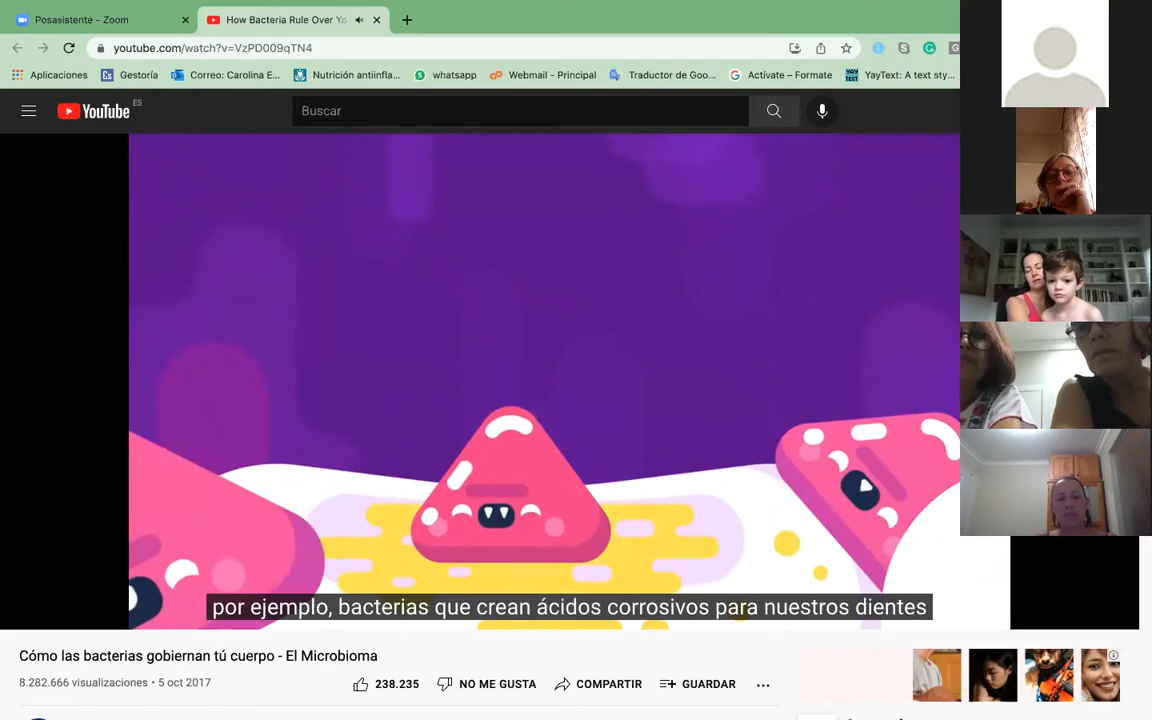 Posasistente - Zoom
How Bacteria Rule Over Yo
youtube.com/watch?v=VzPD009qTN4
Aplicaciones
Gestoría
Correo: Carolina E...
Nutrición antiinfla...
whatsapp
Webmail - Principal
Traductor de Goo...
Actívate – Formate
YayText: A text sty...
YouTube ES
Buscar
por ejemplo, bacterias que crean ácidos corrosivos para nuestros dientes
Cómo las bacterias gobiernan tú cuerpo - El Microbioma
8.282.666 visualizaciones • 5 oct 2017
238.235
NO ME GUSTA
COMPARTIR
GUARDAR